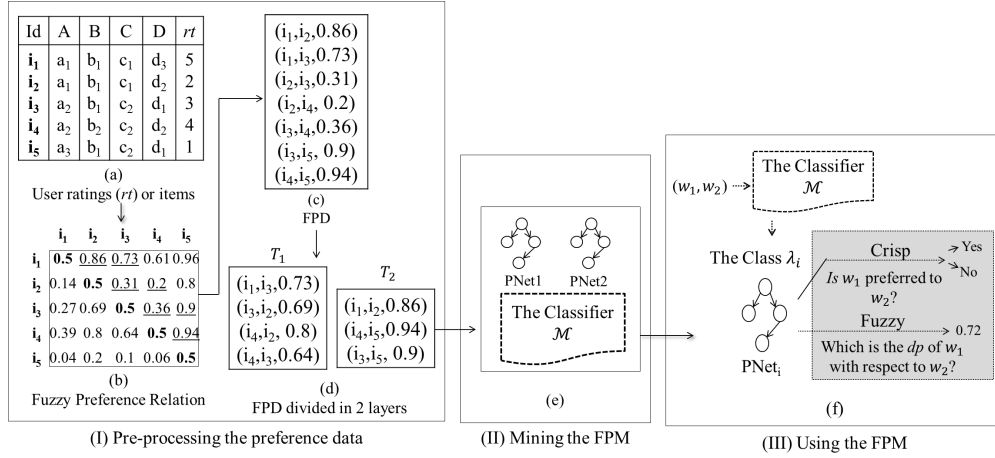 Id A B C D rt
i1 a1 b1 c1 d3 5
i2 a1 b1 c1 d2 2
i3 a2 b1 c2 d1 3
i4 a2 b2 c2 d2 4
i5 a3 b1 c2 d1 1
(a)
User ratings (rt) or items
i1 i2 i3 i4 i5
i1 0.5 0.86 0.73 0.61 0.96
i2 0.14 0.5 0.31 0.2 0.8
i3 0.27 0.69 0.5 0.36 0.9
i4 0.39 0.8 0.64 0.5 0.94
i5 0.04 0.2 0.1 0.06 0.5
(b)
Fuzzy Preference Relation
(i1,i2,0.86)
(i1,i3,0.73)
(i2,i3,0.31)
(i2,i4, 0.2)
(i3,i4,0.36)
(i3,i5, 0.9)
(i4,i5,0.94)
(c)
FPD
T1
(i1,i3,0.73)
(i3,i2,0.69)
(i4,i2, 0.8)
(i4,i3,0.64)
T2
(i1,i2,0.86)
(i4,i5,0.94)
(i3,i5, 0.9)
(d)
FPD divided in 2 layers
(I) Pre-processing the preference data
PNet1 PNet2
The Classifier
ℳ
(e)
(II) Mining the FPM
(w1,w2)
The Classifier
ℳ
The Class λi
PNeti
Crisp
Yes
No
Is w1 preferred to
w2?
Fuzzy
0.72
Which is the dp of w1
with respect to w2?
(f)
(III) Using the FPM